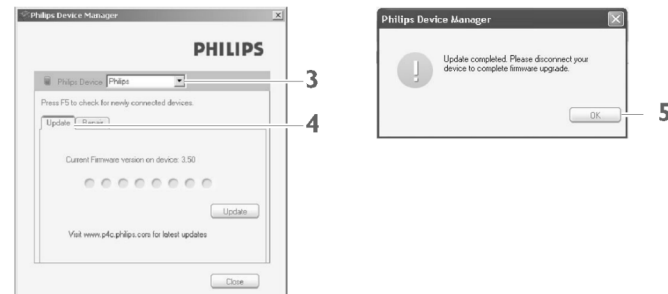 Philips Device Manager
PHILIPS
Philips Device Philips
3
Press F5 to check for newly connected devices.
Update Repair
4
Current Firmware version on device: 3.50
Update
Visit www.p4c.philips.com for latest updates
Close
Philips Device Manager
Update completed. Please disconnect your
device to complete firmware upgrade.
OK
5